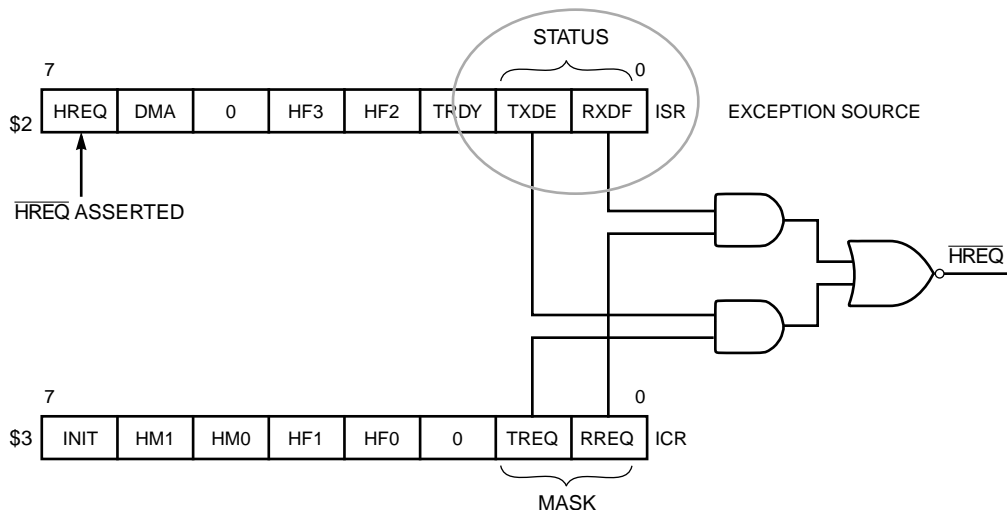 STATUS
7 0
$2 HREQ DMA 0 HF3 HF2 TRDY TXDE RXDF ISR EXCEPTION SOURCE
HREQ ASSERTED
HREQ
7 0
$3 INIT HM1 HM0 HF1 HF0 0 TREQ RREQ ICR
MASK